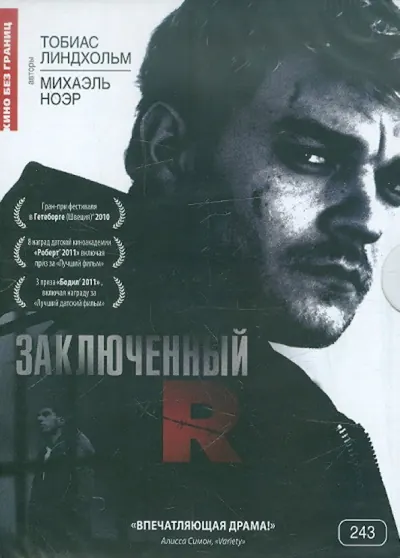 КИНО БЕЗ ГРАНИЦ
авторы
ТОБИАС
ЛИНДХОЛЬМ
МИХАЭЛЬ
НОЭР
Гран-при фестиваля
в Гетеборге (Швеция)' 2010
8 наград датской киноакадемии
«Роберт' 2011» включая
приз за «Лучший фильм»
3 приза «Бодил' 2011»,
включая награду за
«Лучший датский фильм»
ЗАКЛЮЧЕННЫЙ
R
«ВПЕЧАТЛЯЮЩАЯ ДРАМА!»
Алисса Симон, «Variety»
243